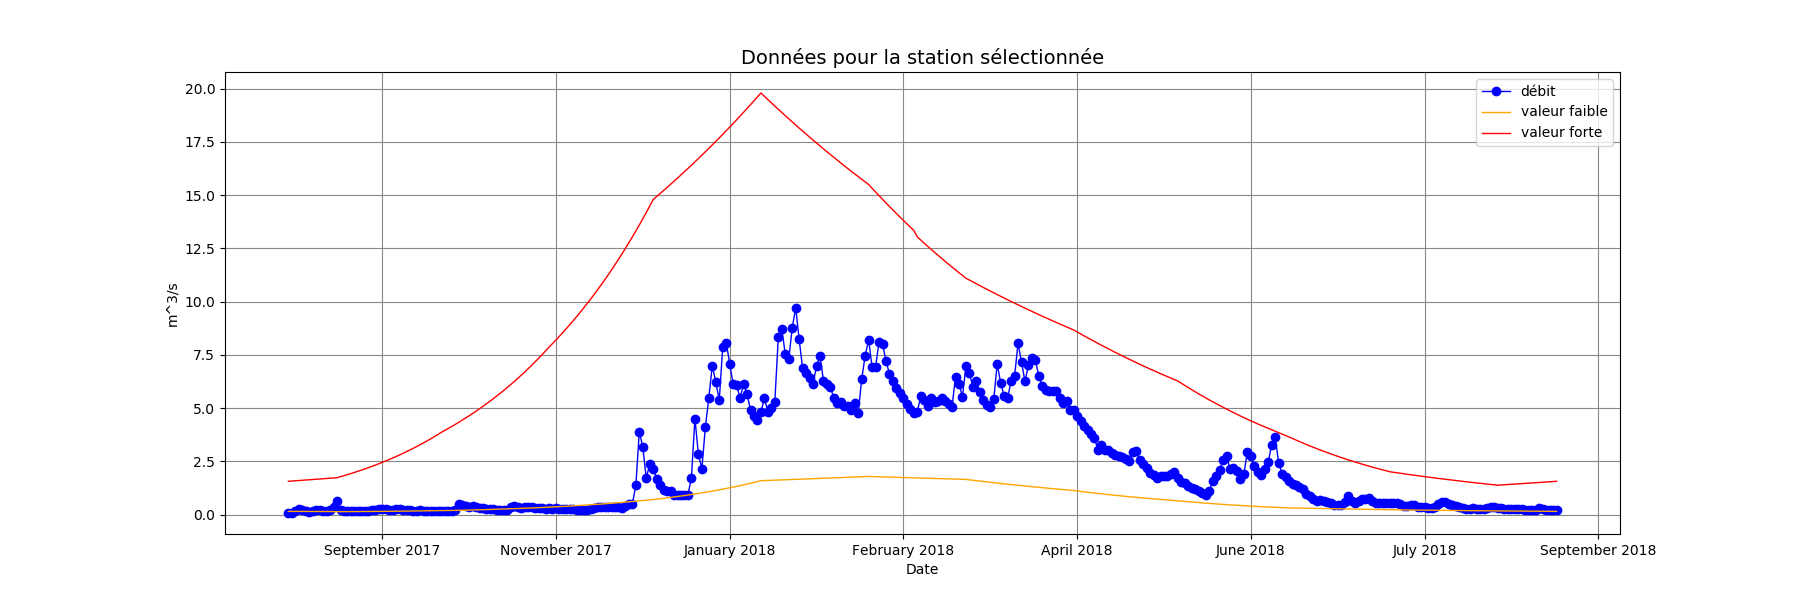 Données pour la station sélectionnée
20.0
17.5
15.0
12.5
10.0
7.5
5.0
2.5
0.0
m^3/s
débit
valeur faible
valeur forte
September 2017
November 2017
January 2018
February 2018
April 2018
June 2018
July 2018
September 2018
Date